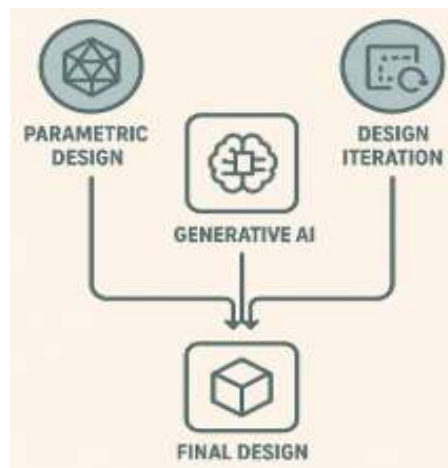 PARAMETRIC
DESIGN
DESIGN
ITERATION
GENERATIVE AI
FINAL DESIGN